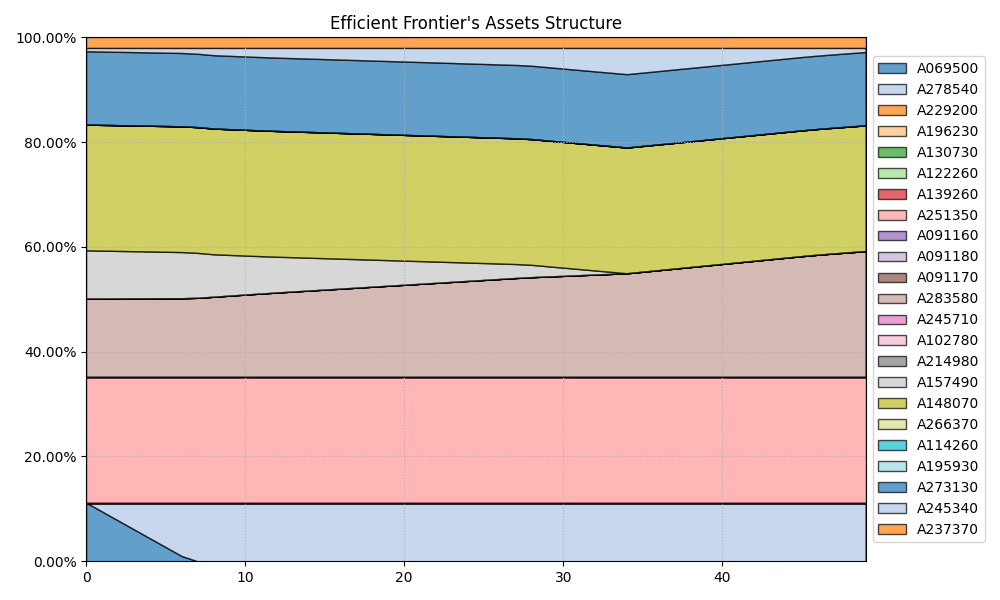 Efficient Frontier's Assets Structure
100.00%
80.00%
60.00%
40.00%
20.00%
0.00%
0
10
20
30
40
A069500
A278540
A229200
A196230
A130730
A122260
A139260
A251350
A091160
A091180
A091170
A283580
A245710
A102780
A214980
A157490
A148070
A266370
A114260
A195930
A273130
A245340
A237370